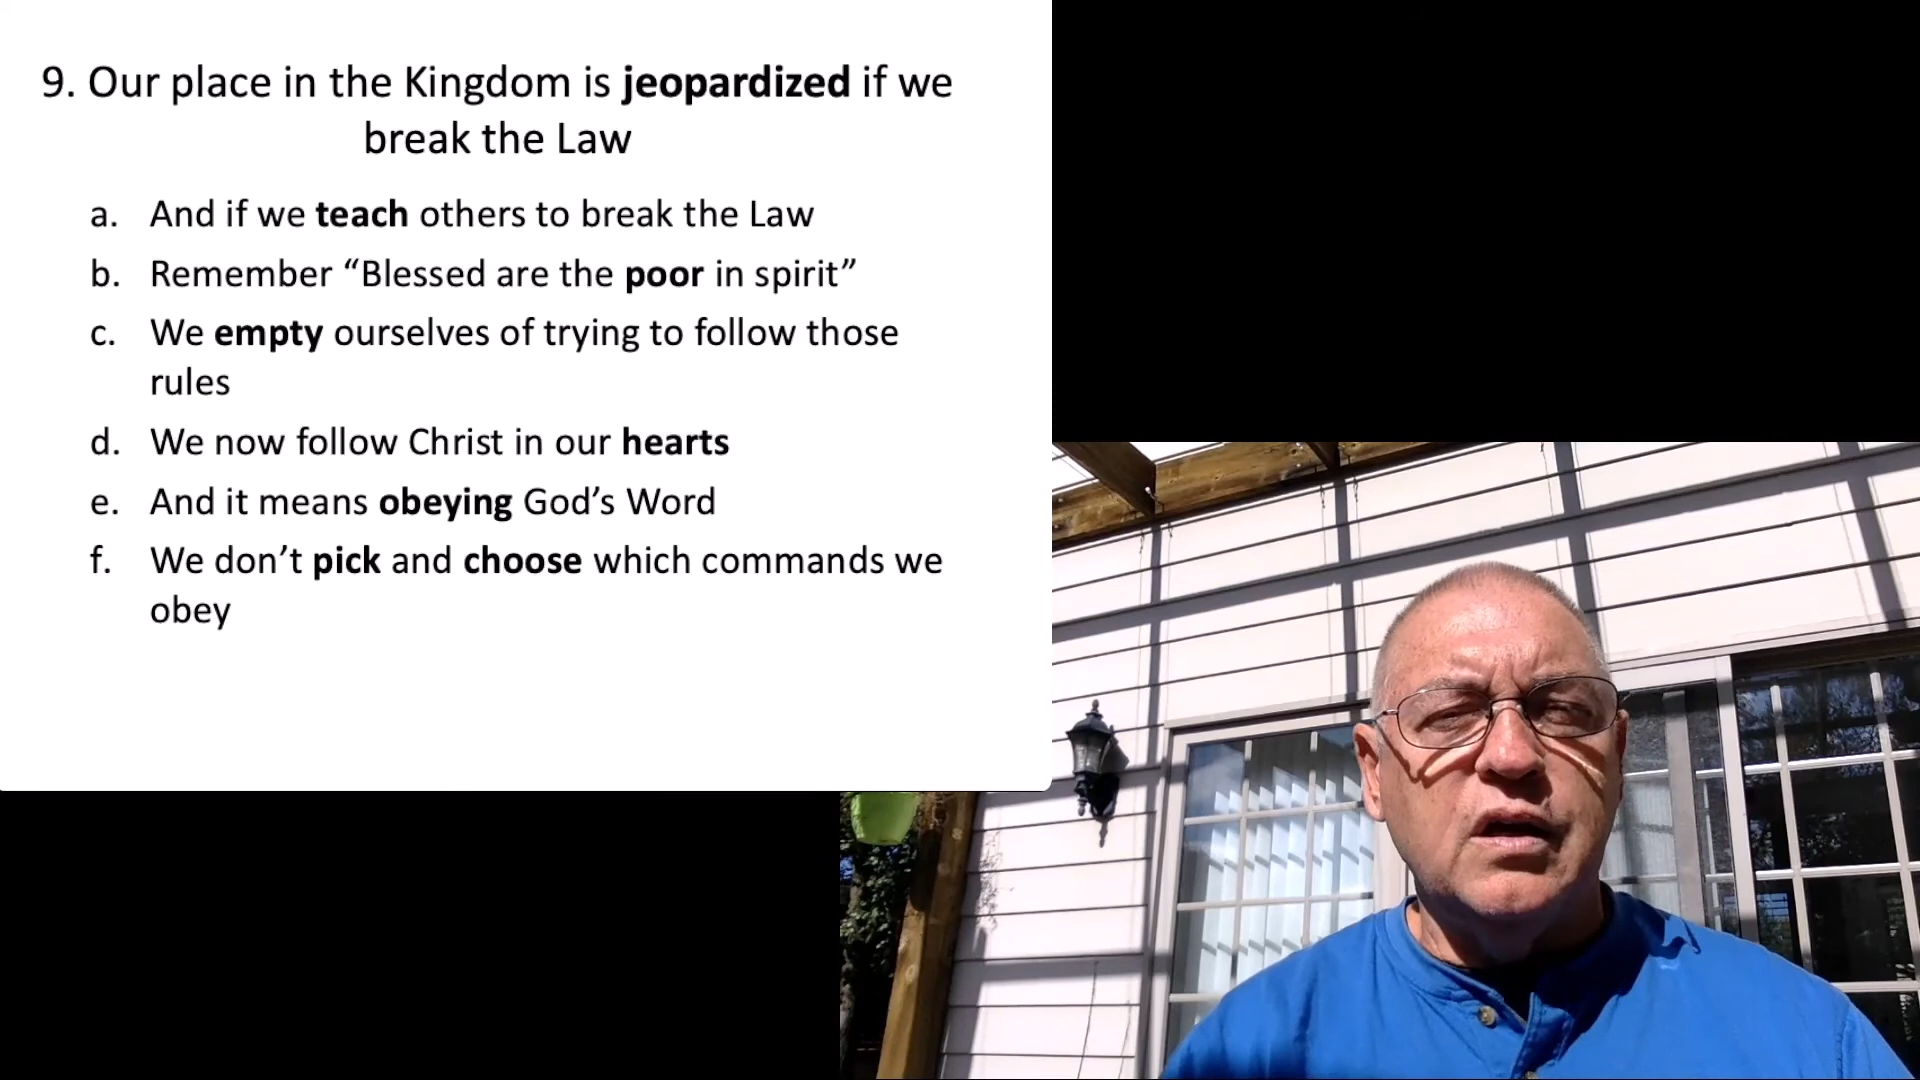 9. Our place in the Kingdom is jeopardized if we
break the Law
a. And if we teach others to break the Law
b. Remember “Blessed are the poor in spirit”
c. We empty ourselves of trying to follow those
rules
d. We now follow Christ in our hearts
e. And it means obeying God’s Word
f. We don’t pick and choose which commands we
obey